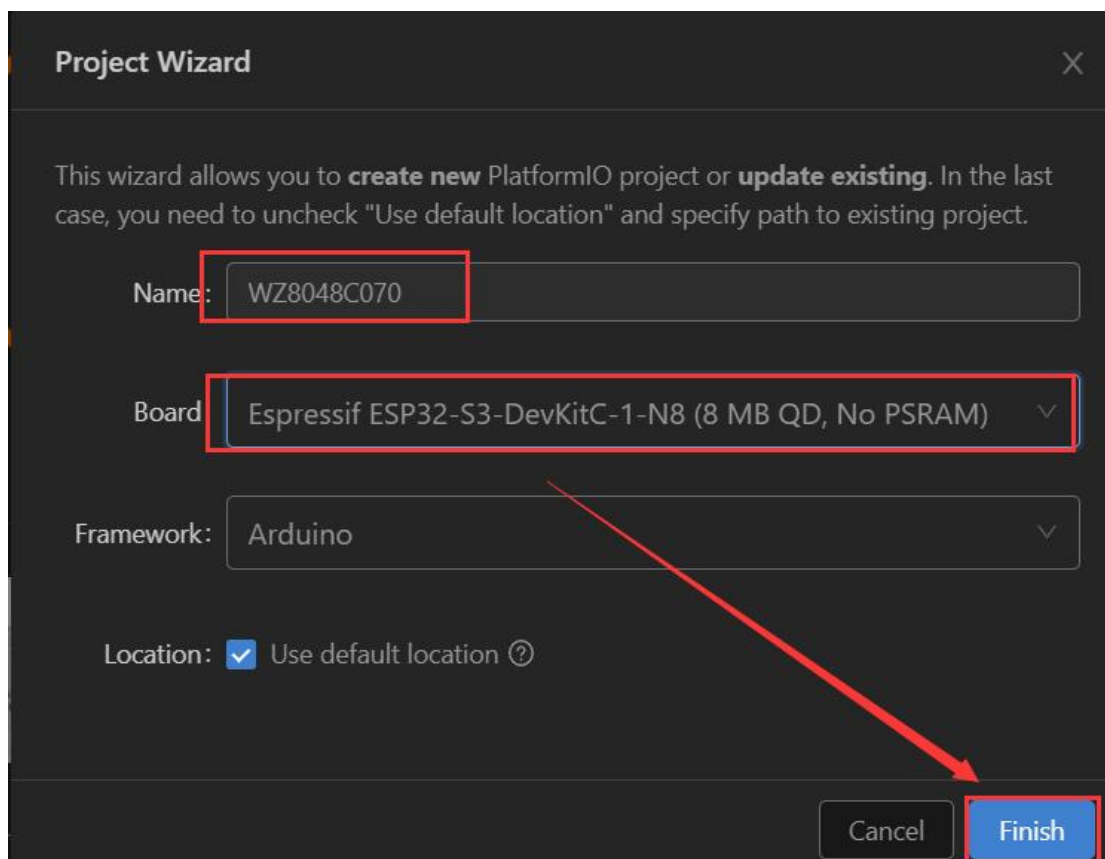 Project Wizard
This wizard allows you to create new PlatformIO project or update existing. In the last
case, you need to uncheck "Use default location" and specify path to existing project.
Name: WZ8048C070
Board Espressif ESP32-S3-DevKitC-1-N8 (8 MB QD, No PSRAM)
Framework: Arduino
Location: Use default location
Cancel Finish